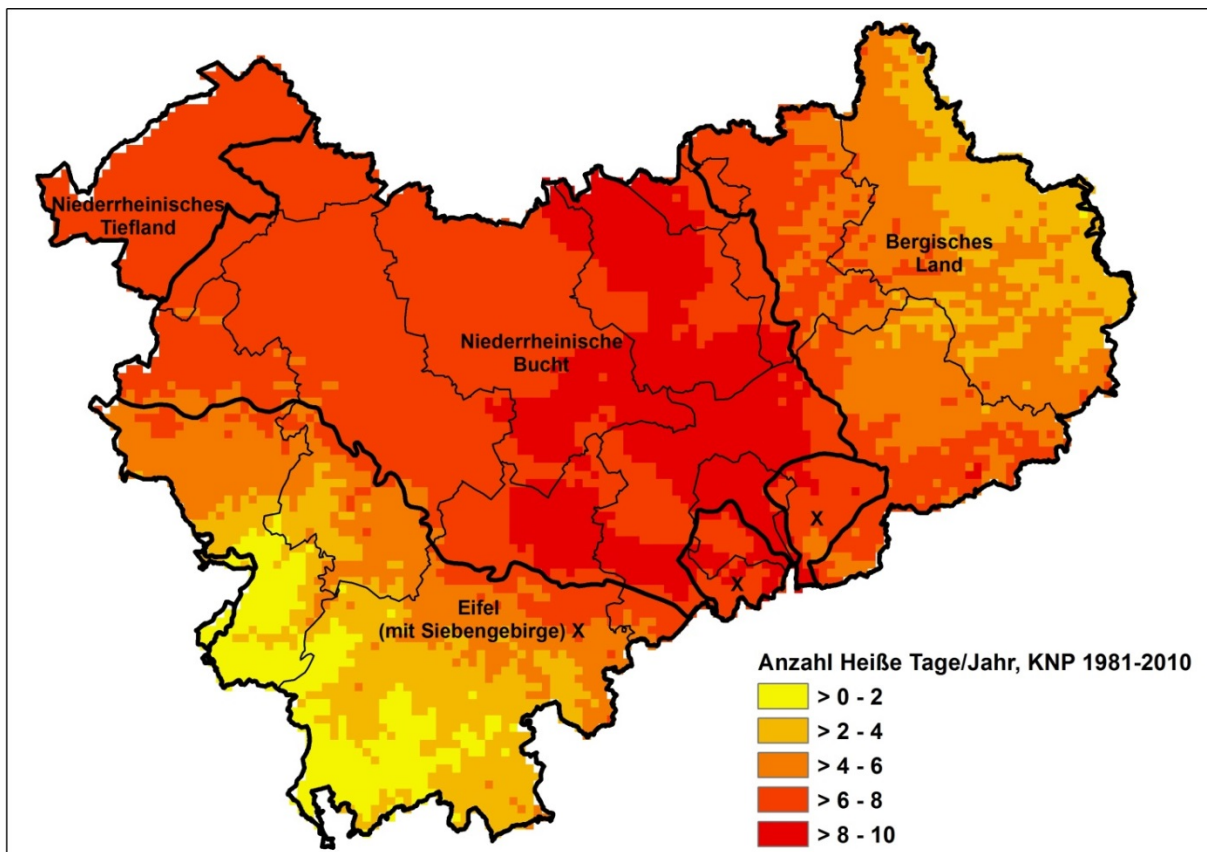 Niederrheinisches
Tiefland
Bergisches
Land
Niederrheinische
Bucht
X
X
Eifel
(mit Siebengebirge) X
Anzahl Heiße Tage/Jahr, KNP 1981-2010
> 0 - 2
> 2 - 4
> 4 - 6
> 6 - 8
> 8 - 10